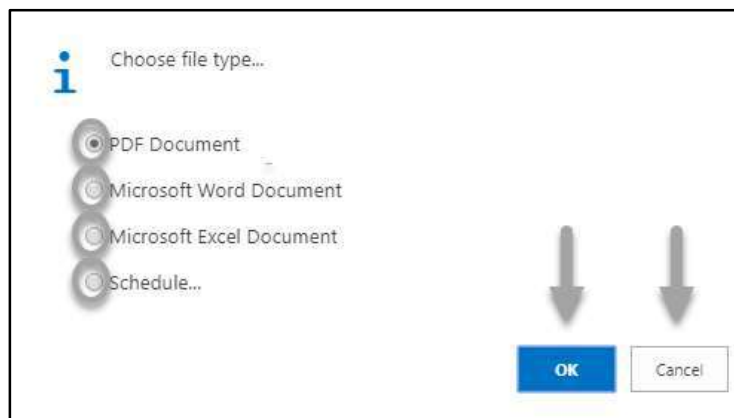 Choose file type...
PDF Document
Microsoft Word Document
Microsoft Excel Document
Schedule...
OK
Cancel